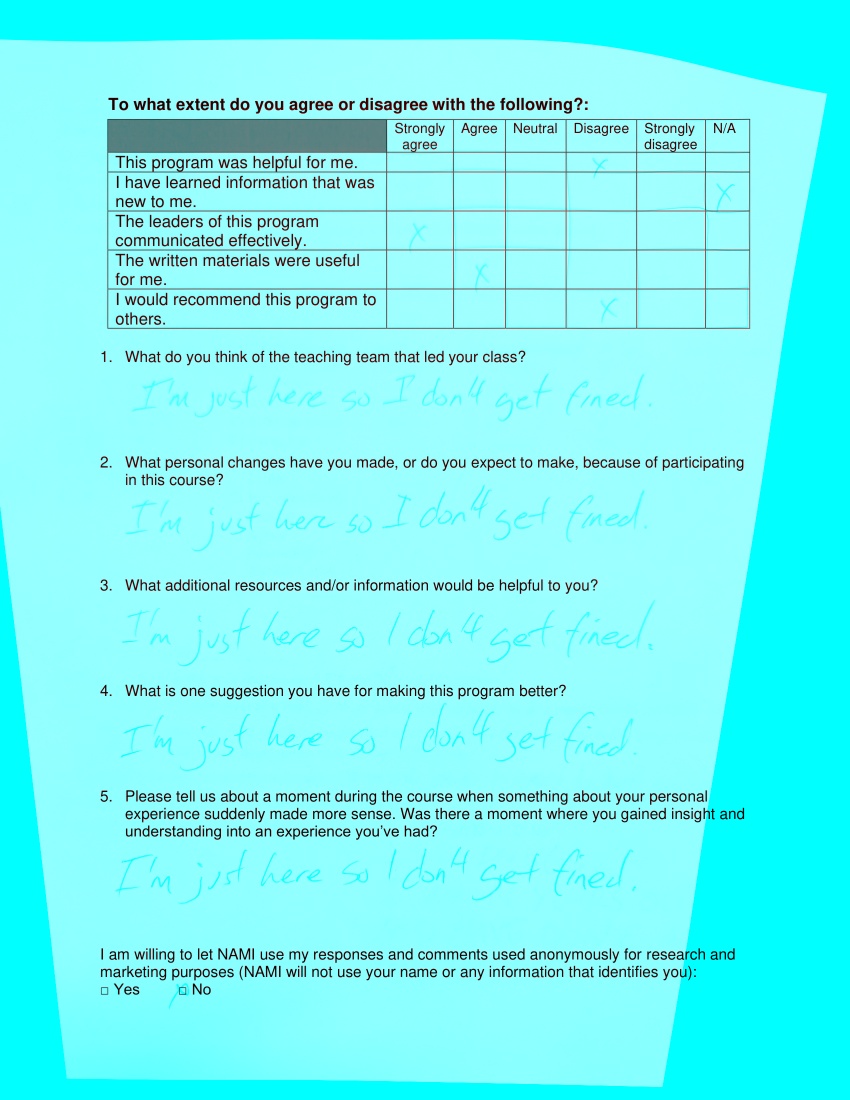 To what extent do you agree or disagree with the following?:
Strongly agree Agree Neutral Disagree Strongly disagree N/A
This program was helpful for me. X
I have learned information that was
new to me. X
The leaders of this program
communicated effectively. X
The written materials were useful
for me. X
I would recommend this program to
others. X
1. What do you think of the teaching team that led your class?
I'm just here so I don't get fined.
2. What personal changes have you made, or do you expect to make, because of participating
in this course?
I'm just here so I don't get fined.
3. What additional resources and/or information would be helpful to you?
I'm just here so I don't get fined.
4. What is one suggestion you have for making this program better?
I'm just here so I don't get fined.
5. Please tell us about a moment during the course when something about your personal
experience suddenly made more sense. Was there a moment where you gained insight and
understanding into an experience you've had?
I'm just here so I don't get fined.
I am willing to let NAMI use my responses and comments used anonymously for research and
marketing purposes (NAMI will not use your name or any information that identifies you):
□ Yes □ No